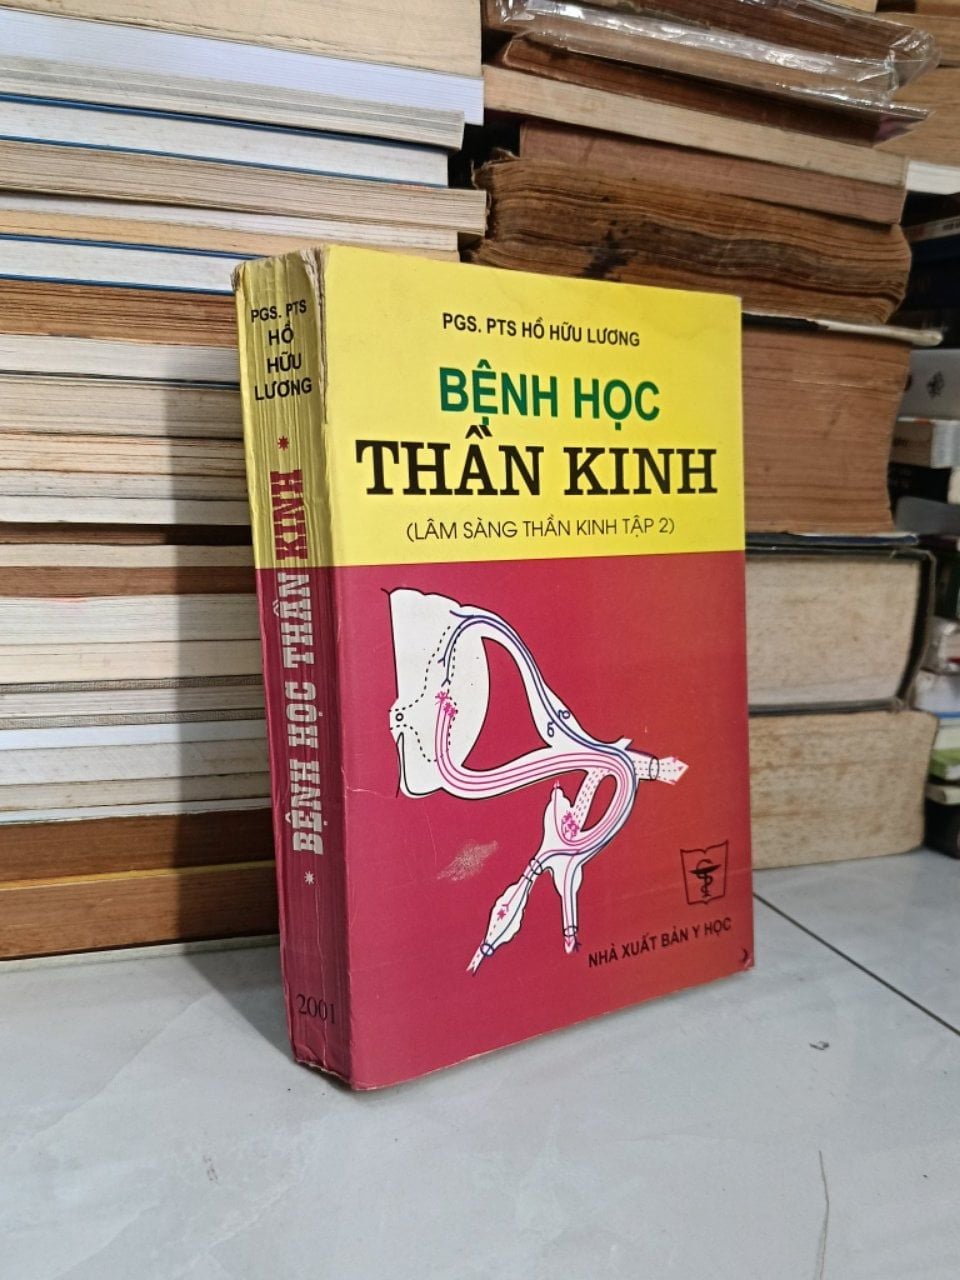 PGS. PTS
HỒ
HỮU
LƯƠNG
BỆNH HỌC THẦN KINH
2001
PGS. PTS HỒ HỮU LƯƠNG
BỆNH HỌC
THẦN KINH
(LÂM SÀNG THẦN KINH TẬP 2)
NHÀ XUẤT BẢN Y HỌC